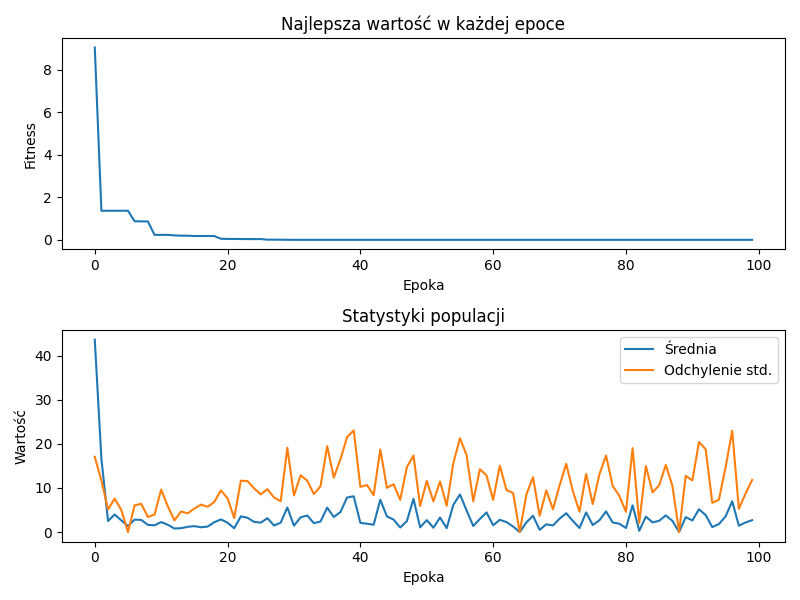 Najlepsza wartość w każdej epoce
8
6
4
2
0
Fitness
0 20 40 60 80 100
Epoka
Statystyki populacji
40
30
20
10
0
Wartość
Średnia
Odchylenie std.
0 20 40 60 80 100
Epoka